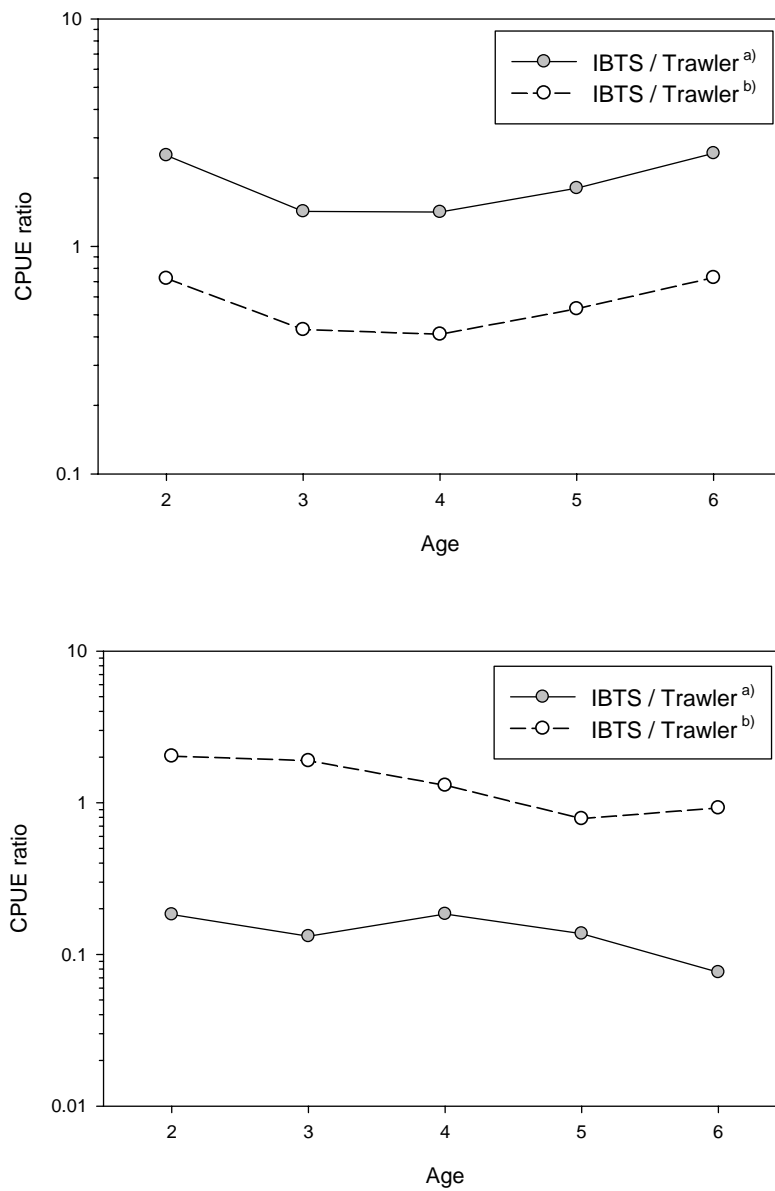 10
IBTS / Trawler a)
IBTS / Trawler b)
CPUE ratio
1
0.1
2 3 4 5 6
Age
10
IBTS / Trawler a)
IBTS / Trawler b)
1
CPUE ratio
0.1
0.01
2 3 4 5 6
Age